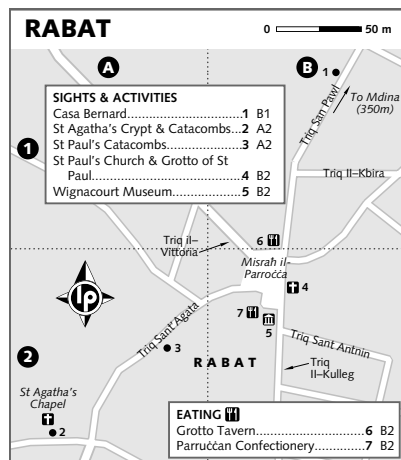 RABAT
0 50 m
A
B
1
To Mdina
(350m)
Triq San Pawl
SIGHTS & ACTIVITIES
Casa Bernard..........................1 B1
St Agatha's Crypt & Catacombs...2 A2
St Paul's Catacombs.................3 A2
St Paul's Church & Grotto of St
Paul....................................4 B2
Wignacourt Museum.................5 B2
1
Triq Il–Kbira
Triq il–
Vittoria
6
Misraħ il-
Parroċċa
4
lp
7
5
Triq Sant'Agata
Triq Sant Antnin
2
3
RABAT
Triq
Il–Kulleg
St Agatha's
Chapel
2
EATING
Grotto Tavern..........................6 B2
Parruċċan Confectionery.............7 B2